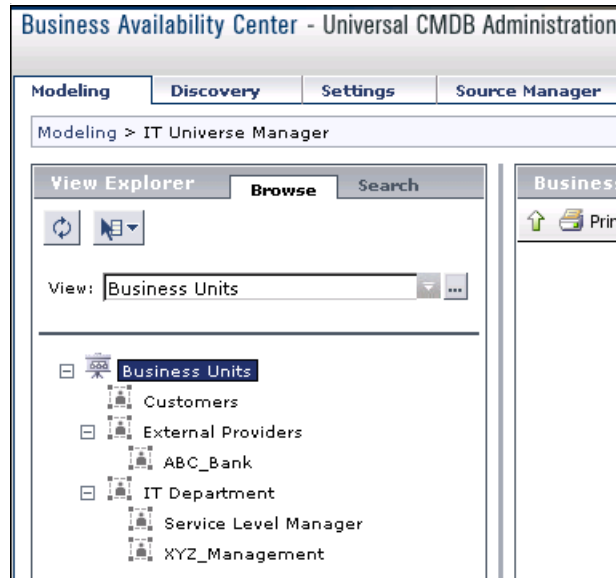 Business Availability Center - Universal CMDB Administration
Modeling Discovery Settings Source Manager
Modeling > IT Universe Manager
View Explorer Browse Search
View: Business Units ...
Business Units
Customers
External Providers
ABC_Bank
IT Department
Service Level Manager
XYZ_Management